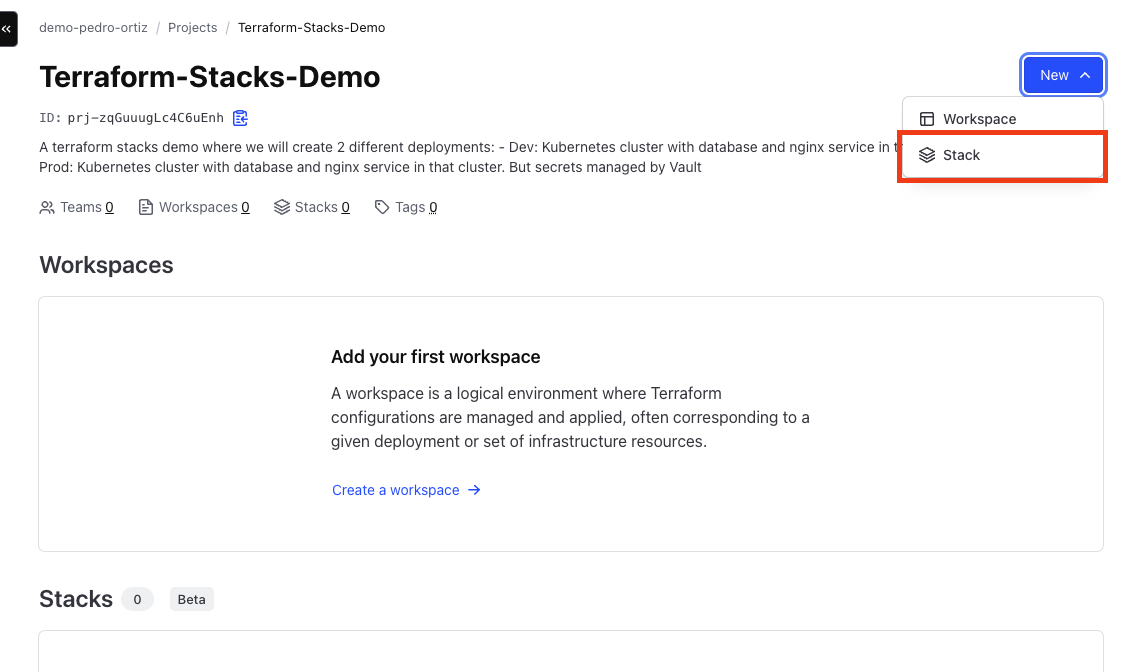 «
demo-pedro-ortiz / Projects / Terraform-Stacks-Demo
Terraform-Stacks-Demo
New
ID: prj-zqGuuugLc4C6uEnh
Workspace
Stack
A terraform stacks demo where we will create 2 different deployments: - Dev: Kubernetes cluster with database and nginx service in
Prod: Kubernetes cluster with database and nginx service in that cluster. But secrets managed by Vault
Teams 0 Workspaces 0 Stacks 0 Tags 0
Workspaces
Add your first workspace
A workspace is a logical environment where Terraform
configurations are managed and applied, often corresponding to a
given deployment or set of infrastructure resources.
Create a workspace →
Stacks 0 Beta